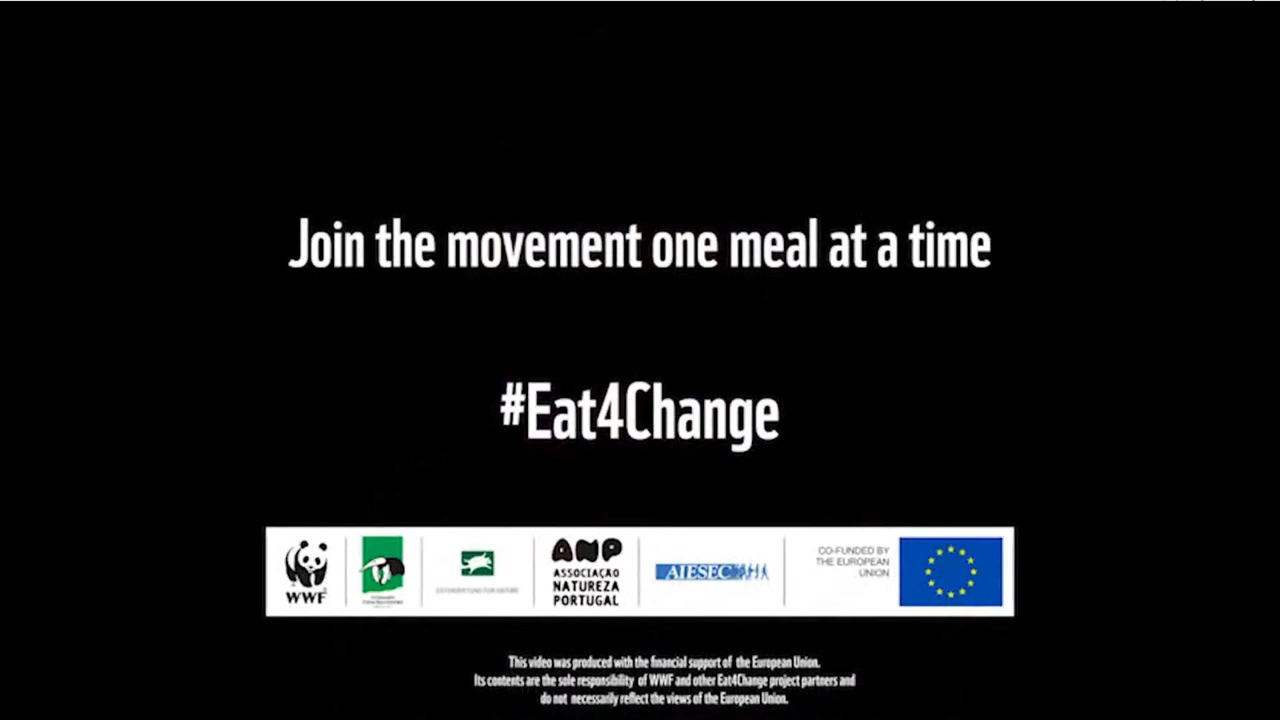 Join the movement one meal at a time
#Eat4Change
WWF
ANP
ASSOCIAÇÃO
NATUREZA
PORTUGAL
AIESEC
CO-FUNDED BY
THE EUROPEAN
UNION
This video was produced with the financial support of the European Union.
Its contents are the sole responsibility of WWF and other Eat4Change project partners and
do not necessarily reflect the views of the European Union.